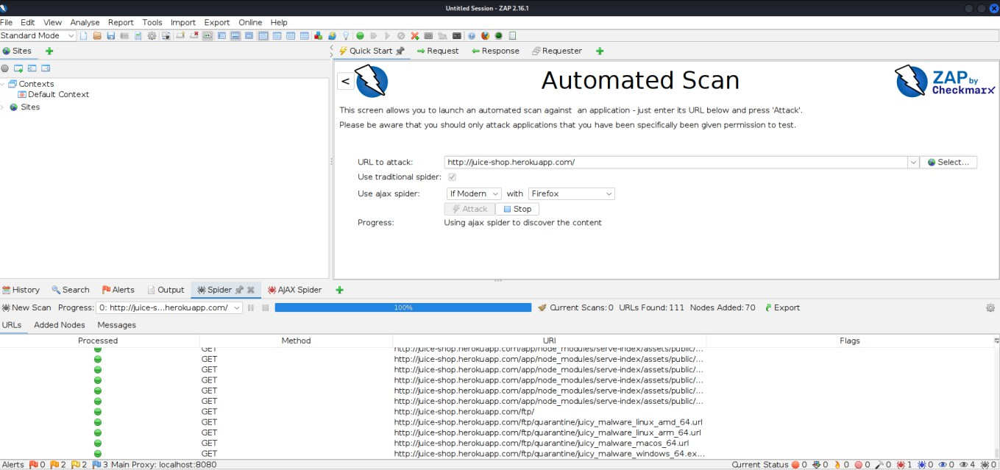 Untitled Session - ZAP 2.16.1
File Edit View Analyse Report Tools Import Export Online Help
Standard Mode
Sites
Quick Start Request Response Requester
Contexts
Default Context
Sites
<
Automated Scan
ZAP by
Checkmarx
This screen allows you to launch an automated scan against an application - just enter its URL below and press 'Attack'.
Please be aware that you should only attack applications that you have been specifically been given permission to test.
URL to attack: http://juice-shop.herokuapp.com/ Select...
Use traditional spider:
Use ajax spider: If Modern with Firefox
Attack Stop
Progress: Using ajax spider to discover the content
History Search Alerts Output Spider AJAX Spider
New Scan Progress: 0: http://juice-s...herokuapp.com/ 100% Current Scans: 0 URLs Found: 111 Nodes Added: 70 Export
URLs Added Nodes Messages
Processed Method URI Flags
GET http://juice-shop.herokuapp.com/app/node_modules/serve-index/assets/public/...
GET http://juice-shop.herokuapp.com/app/node_modules/serve-index/assets/public/...
GET http://juice-shop.herokuapp.com/app/node_modules/serve-index/assets/public/...
GET http://juice-shop.herokuapp.com/app/node_modules/serve-index/assets/public/...
GET http://juice-shop.herokuapp.com/app/node_modules/serve-index/assets/public/...
GET http://juice-shop.herokuapp.com/app/node_modules/serve-index/assets/public/...
GET http://juice-shop.herokuapp.com/ftp/
GET http://juice-shop.herokuapp.com/ftp/quarantine/juicy_malware_linux_amd_64.url
GET http://juice-shop.herokuapp.com/ftp/quarantine/juicy_malware_linux_arm_64.url
GET http://juice-shop.herokuapp.com/ftp/quarantine/juicy_malware_macos_64.url
GET http://juice-shop.herokuapp.com/ftp/quarantine/juicy_malware_windows_64.ex...
Alerts 0 2 2 3 Main Proxy: localhost:8080 Current Status 0 0 0 0 0 1 0 0 4 0